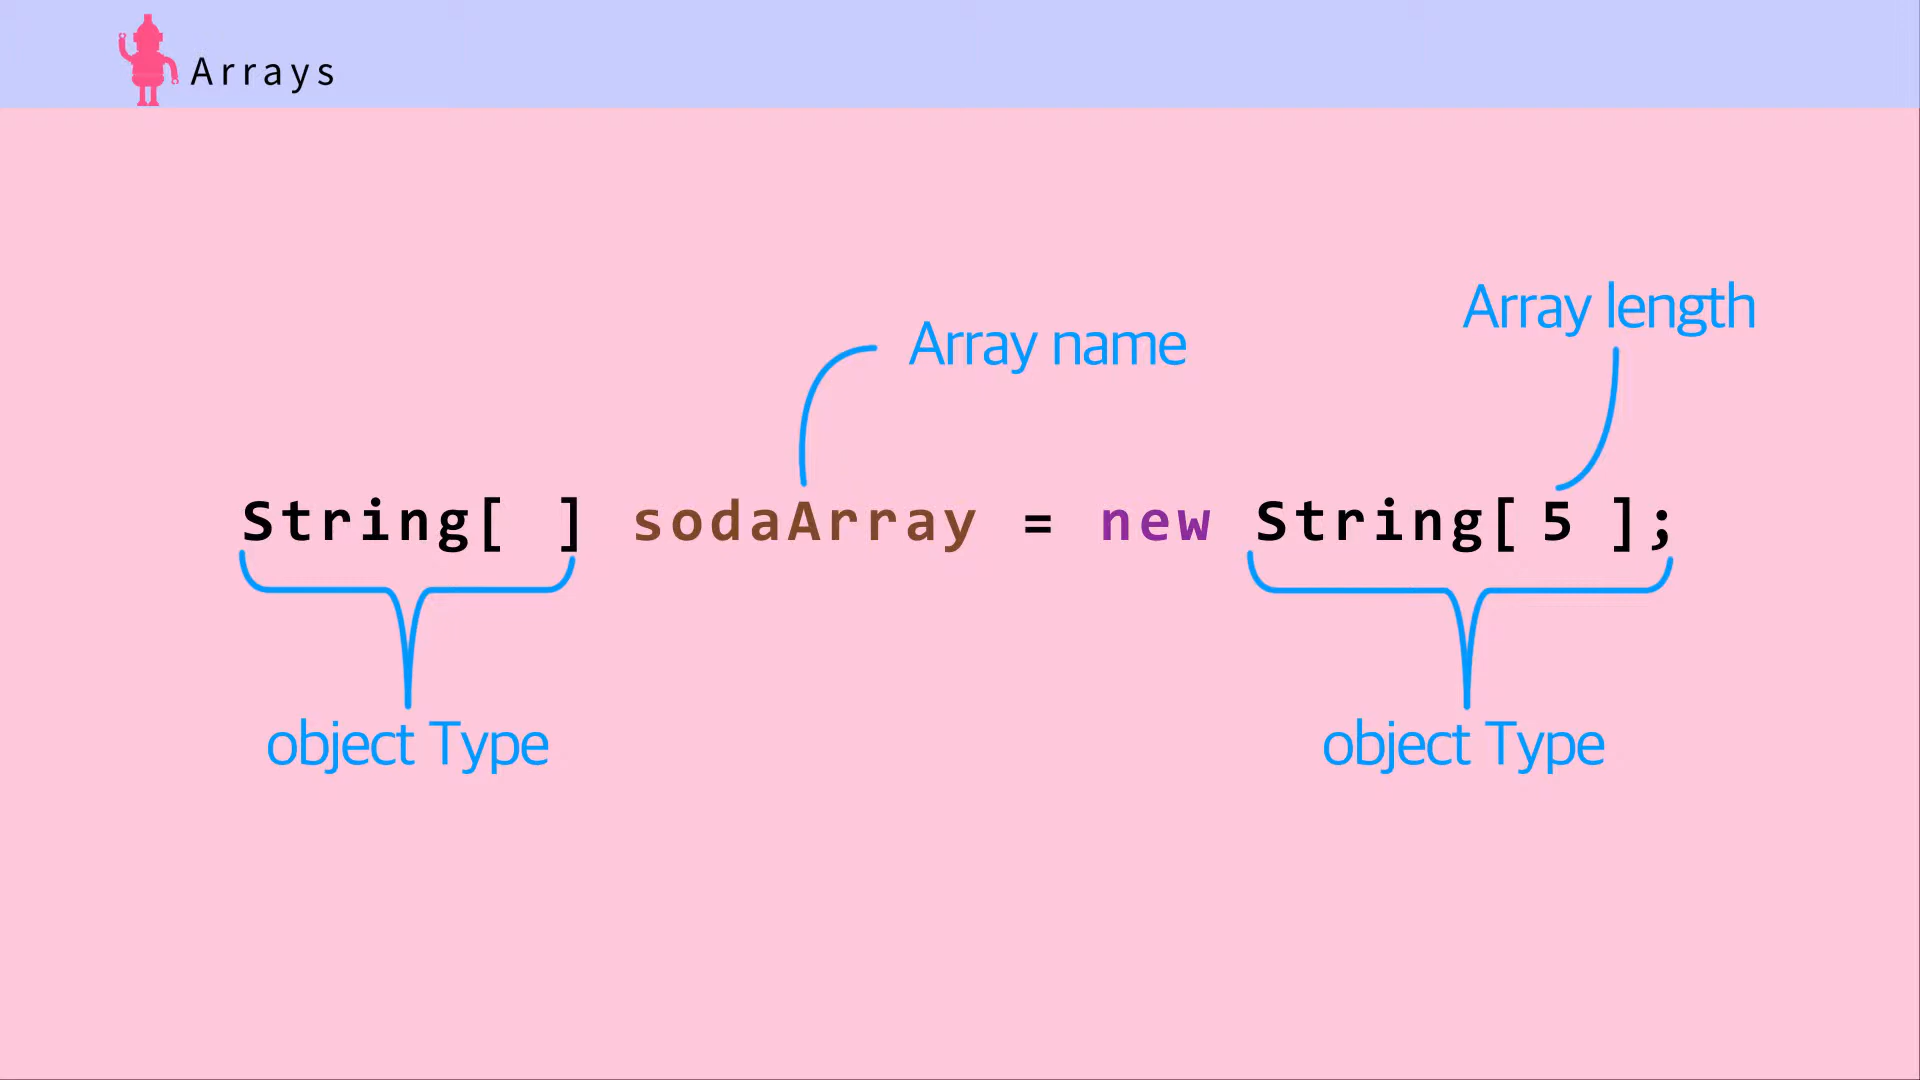 Arrays
Array length
Array name
String[ ] sodaArray = new String[ 5 ];
object Type
object Type